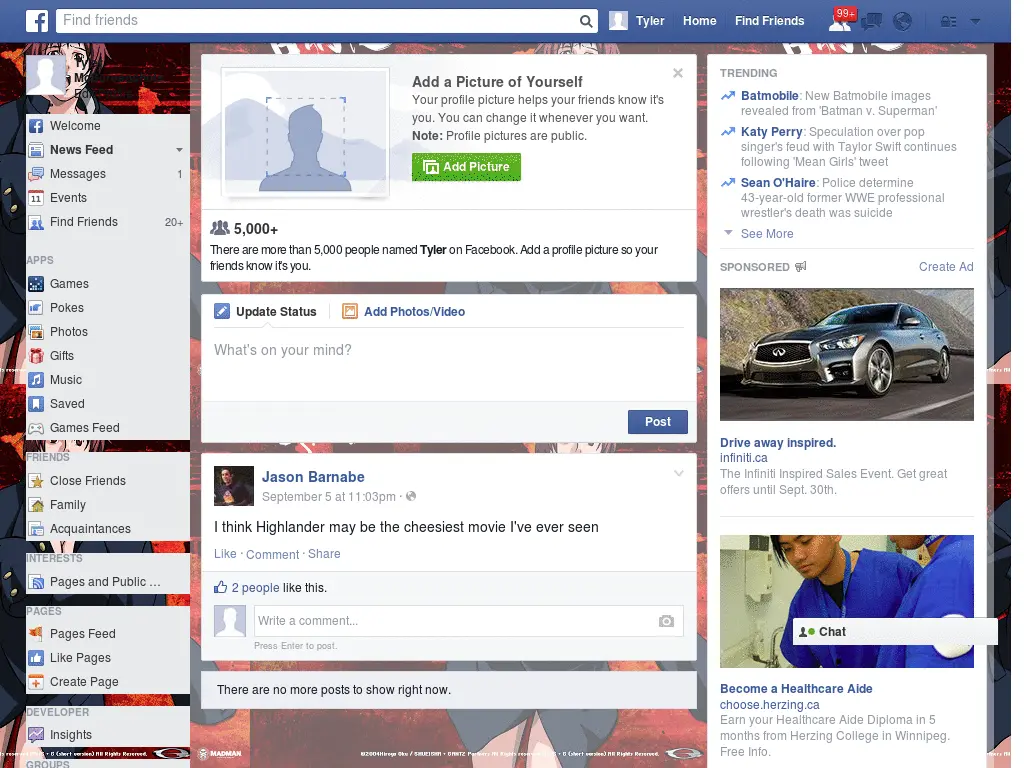 Find friends
Tyler
Home
Find Friends
99+
Welcome
News Feed
Messages
1
11
Events
Find Friends
20+
APPS
Games
Pokes
Photos
Gifts
Music
Saved
Games Feed
FRIENDS
Close Friends
Family
Acquaintances
INTERESTS
Pages and Public ...
PAGES
Pages Feed
Like Pages
Create Page
DEVELOPER
Insights
GROUPS
Add a Picture of Yourself
Your profile picture helps your friends know it's
you. You can change it whenever you want.
Note: Profile pictures are public.
Add Picture
5,000+
There are more than 5,000 people named Tyler on Facebook. Add a profile picture so your
friends know it's you.
Update Status
Add Photos/Video
What's on your mind?
Post
Jason Barnabe
September 5 at 11:03pm ·
I think Highlander may be the cheesiest movie I've ever seen
Like · Comment · Share
2 people like this.
Write a comment...
Press Enter to post.
There are no more posts to show right now.
MADMAN
TRENDING
Batmobile: New Batmobile images
revealed from 'Batman v. Superman'
Katy Perry: Speculation over pop
singer's feud with Taylor Swift continues
following 'Mean Girls' tweet
Sean O'Haire: Police determine
43-year-old former WWE professional
wrestler's death was suicide
See More
SPONSORED
Create Ad
Drive away inspired.
infiniti.ca
The Infiniti Inspired Sales Event. Get great
offers until Sept. 30th.
Chat
Become a Healthcare Aide
choose.herzing.ca
Earn your Healthcare Aide Diploma in 5
months from Herzing College in Winnipeg.
Free Info.